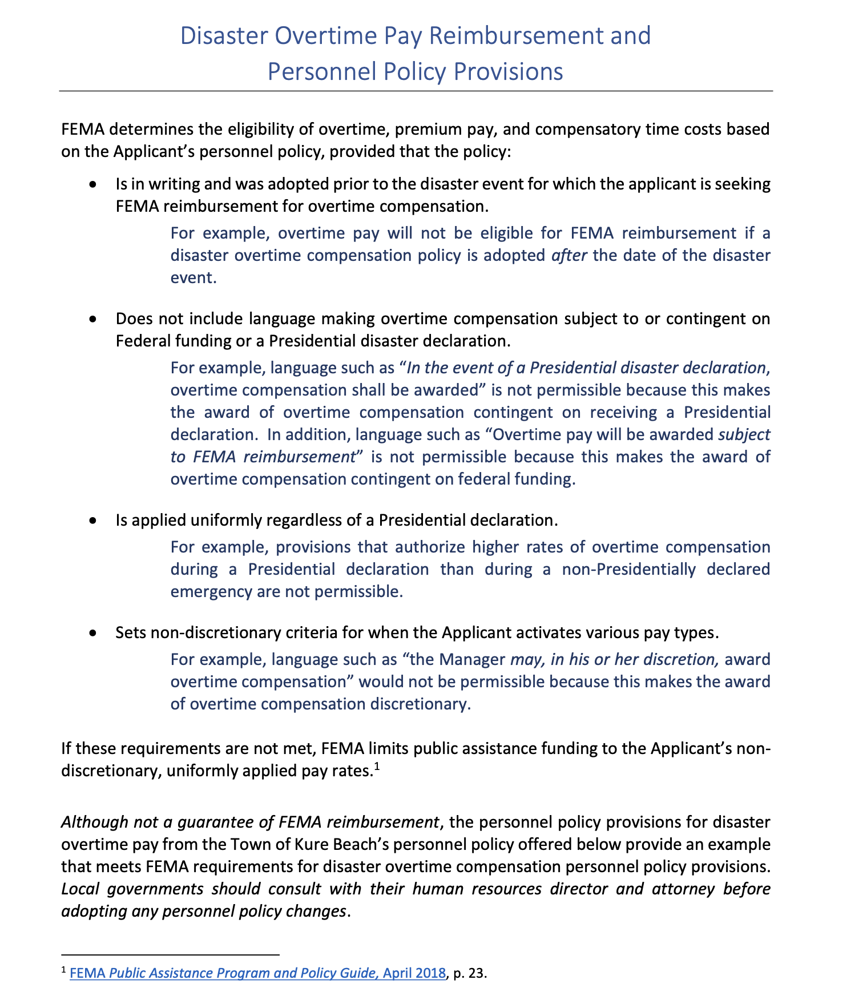 Disaster Overtime Pay Reimbursement and
Personnel Policy Provisions
FEMA determines the eligibility of overtime, premium pay, and compensatory time costs based
on the Applicant’s personnel policy, provided that the policy:
• Is in writing and was adopted prior to the disaster event for which the applicant is seeking
FEMA reimbursement for overtime compensation.
For example, overtime pay will not be eligible for FEMA reimbursement if a
disaster overtime compensation policy is adopted after the date of the disaster
event.
• Does not include language making overtime compensation subject to or contingent on
Federal funding or a Presidential disaster declaration.
For example, language such as “In the event of a Presidential disaster declaration,
overtime compensation shall be awarded” is not permissible because this makes
the award of overtime compensation contingent on receiving a Presidential
declaration.  In addition, language such as “Overtime pay will be awarded subject
to FEMA reimbursement” is not permissible because this makes the award of
overtime compensation contingent on federal funding.
• Is applied uniformly regardless of a Presidential declaration.
For example, provisions that authorize higher rates of overtime compensation
during a Presidential declaration than during a non-Presidentially declared
emergency are not permissible.
• Sets non-discretionary criteria for when the Applicant activates various pay types.
For example, language such as “the Manager may, in his or her discretion, award
overtime compensation” would not be permissible because this makes the award
of overtime compensation discretionary.
If these requirements are not met, FEMA limits public assistance funding to the Applicant’s non-
discretionary, uniformly applied pay rates.1
Although not a guarantee of FEMA reimbursement, the personnel policy provisions for disaster
overtime pay from the Town of Kure Beach’s personnel policy offered below provide an example
that meets FEMA requirements for disaster overtime compensation personnel policy provisions.
Local governments should consult with their human resources director and attorney before
adopting any personnel policy changes.
1 FEMA Public Assistance Program and Policy Guide, April 2018, p. 23.